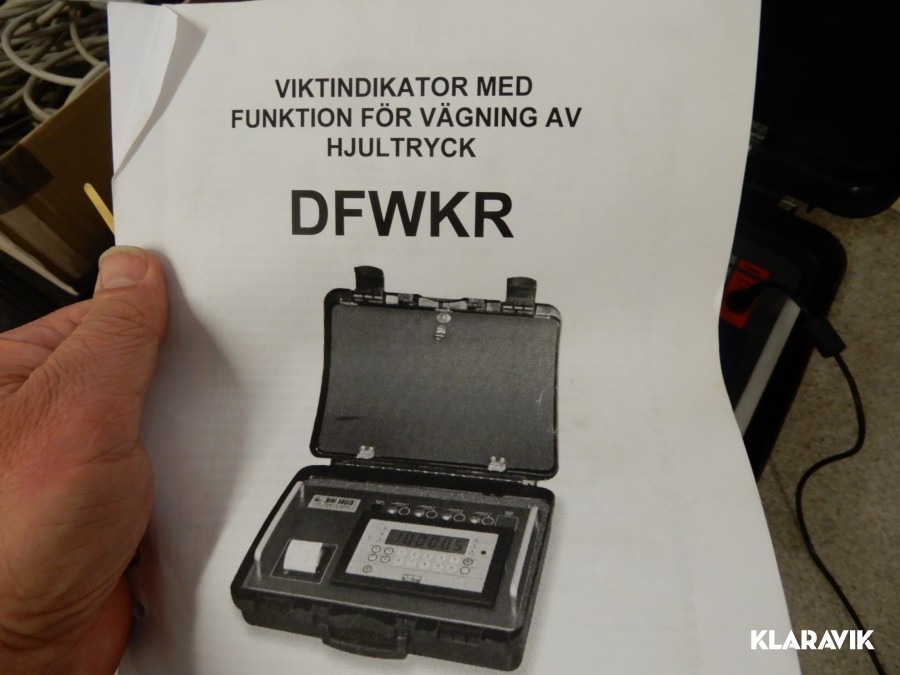 VIKTINDIKATOR MED
FUNKTION FÖR VÄGNING AV
HJULTRYCK
DFWKR
KLARAVIK